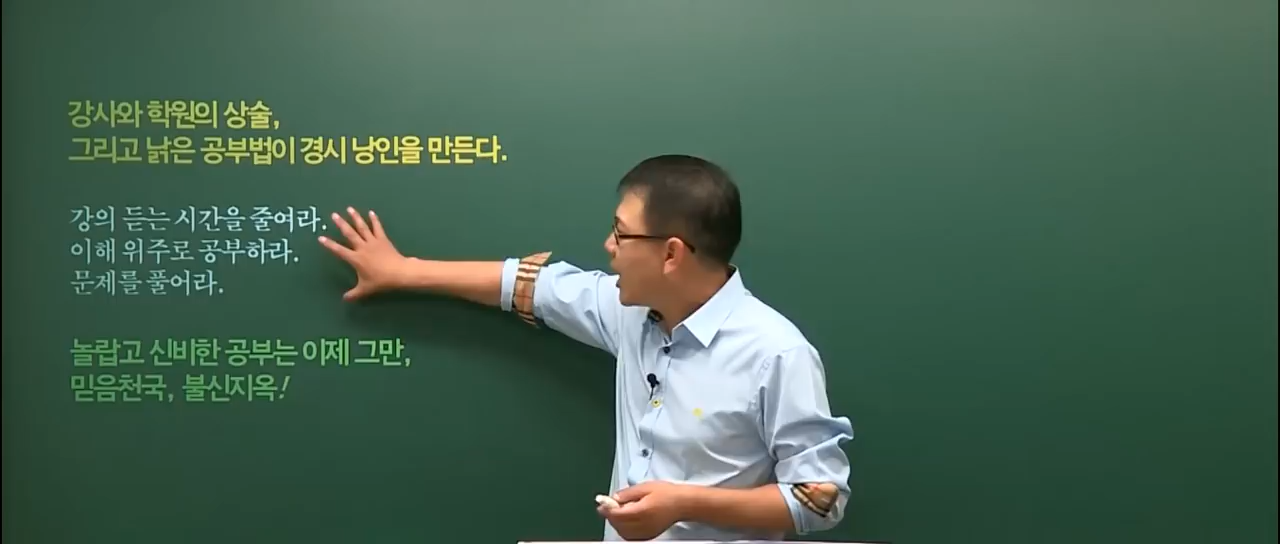 강사와 학원의 상술,
그리고 낡은 공부법이 경시 낭인을 만든다.
강의 듣는 시간을 줄여라.
이해 위주로 공부하라.
문제를 풀어라.
놀랍고 신비한 공부는 이제 그만,
믿음천국, 불신지옥!